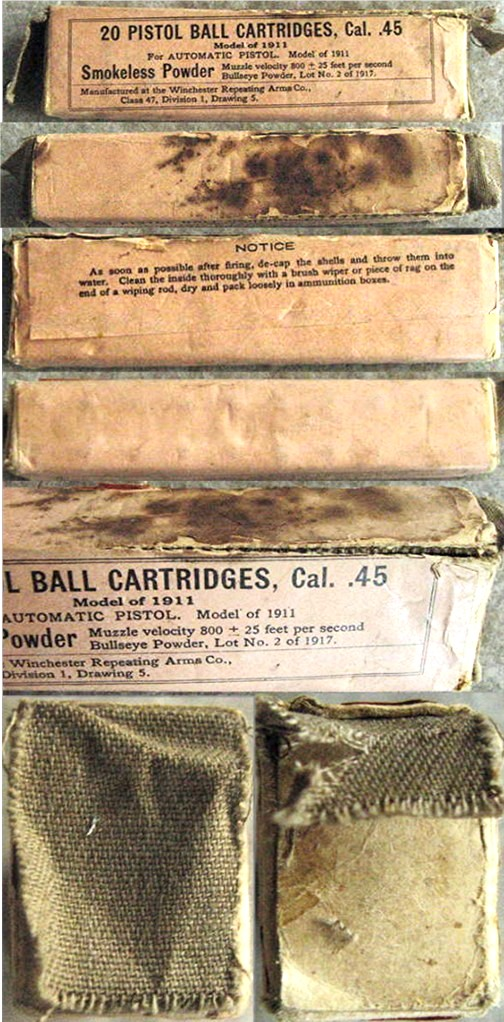 20 PISTOL BALL CARTRIDGES, Cal. .45
Model of 1911
For AUTOMATIC PISTOL. Model of 1911
Smokeless Powder Muzzle velocity 800 ± 25 feet per second
Bullseye Powder, Lot No. 2 of 1917.
Manufactured at the Winchester Repeating Arms Co.,
Class 47, Division 1, Drawing 5.
NOTICE
As soon as possible after firing, de-cap the shells and throw them into
water. Clean the inside thoroughly with a brush wiper or piece of rag on the
end of a wiping rod, dry and pack loosely in ammunition boxes.
L BALL CARTRIDGES, Cal. .45
Model of 1911
AUTOMATIC PISTOL. Model of 1911
Powder Muzzle velocity 800 ± 25 feet per second
Bullseye Powder, Lot No. 2 of 1917.
Winchester Repeating Arms Co.,
Division 1, Drawing 5.